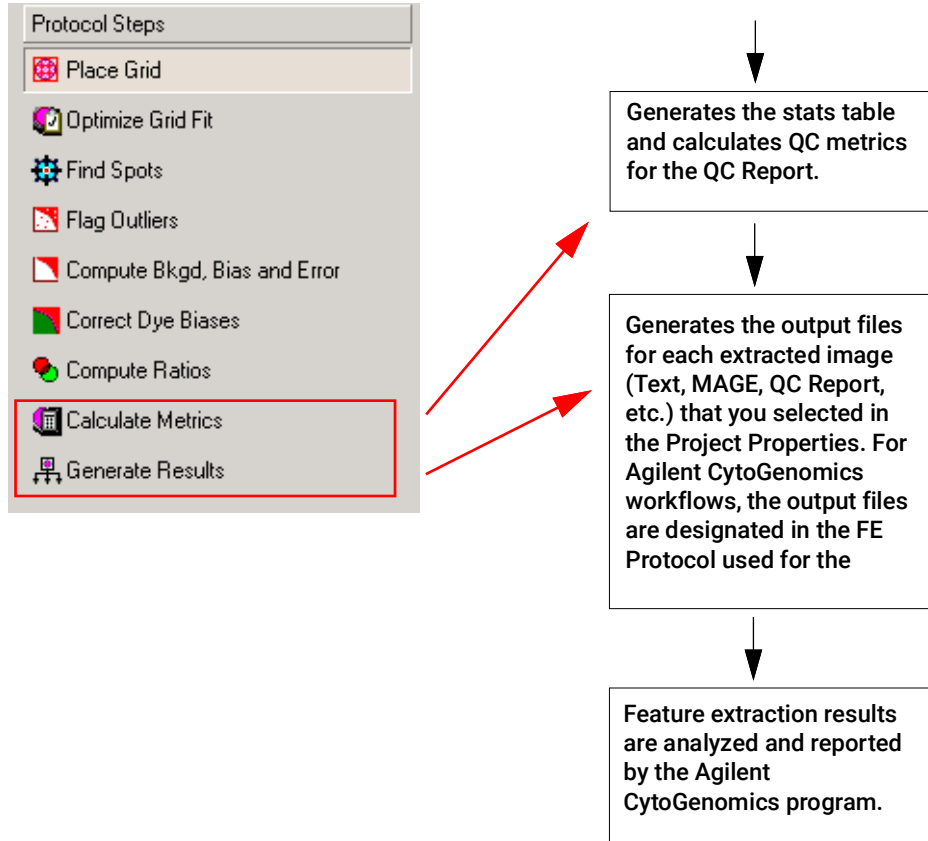 Protocol Steps
Place Grid
Optimize Grid Fit
Find Spots
Flag Outliers
Compute Bkgd, Bias and Error
Correct Dye Biases
Compute Ratios
Calculate Metrics
Generate Results
Generates the stats table
and calculates QC metrics
for the QC Report.
Generates the output files
for each extracted image
(Text, MAGE, QC Report,
etc.) that you selected in
the Project Properties. For
Agilent CytoGenomics
workflows, the output files
are designated in the FE
Protocol used for the
Feature extraction results
are analyzed and reported
by the Agilent
CytoGenomics program.